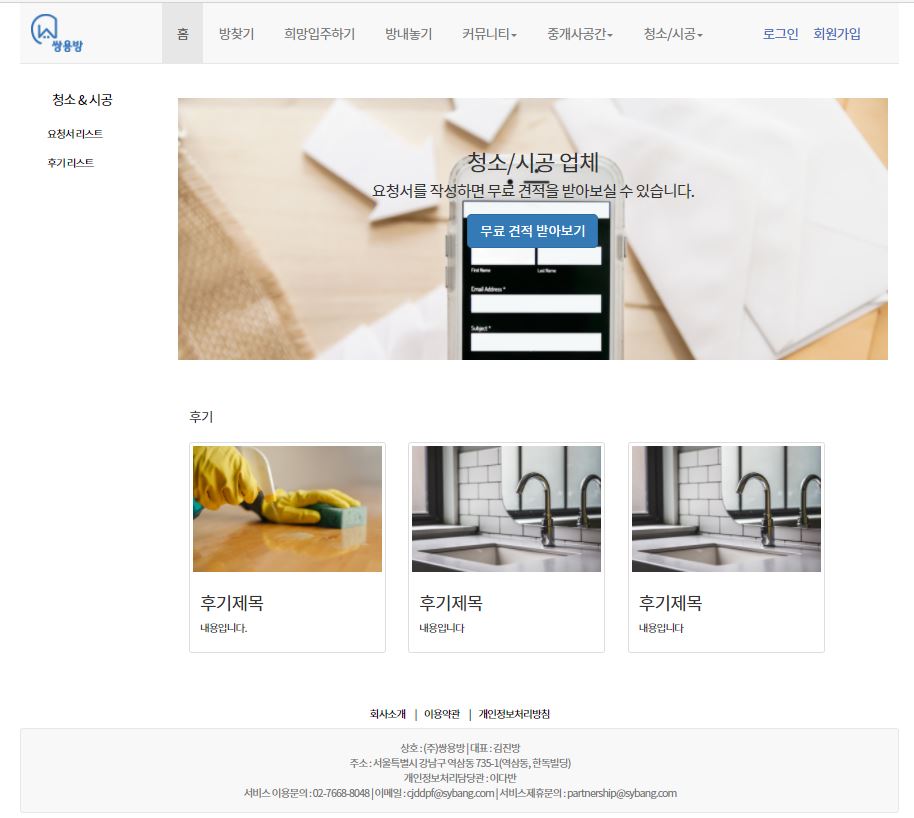 쌍용방
홈 방찾기 희망입주하기 방내놓기 커뮤니티 중개사공간 청소/시공 로그인 회원가입
청소 & 시공
요청서 리스트
후기 리스트
청소/시공 업체
요청서를 작성하면 무료 견적을 받아보실 수 있습니다.
무료 견적 받아보기
First Name Last Name
Email Address *
Subject *
후기
후기제목
내용입니다.
후기제목
내용입니다
후기제목
내용입니다
회사소개 | 이용약관 | 개인정보처리방침
상호 : (주)쌍용방 | 대표 : 김진방
주소 : 서울특별시 강남구 역삼동 735-1(역삼동, 한독빌딩)
개인정보처리담당관 : 이다반
서비스 이용문의 : 02-7668-8048 | 이메일 : cjddpf@sybang.com | 서비스제휴문의 : partnership@sybang.com